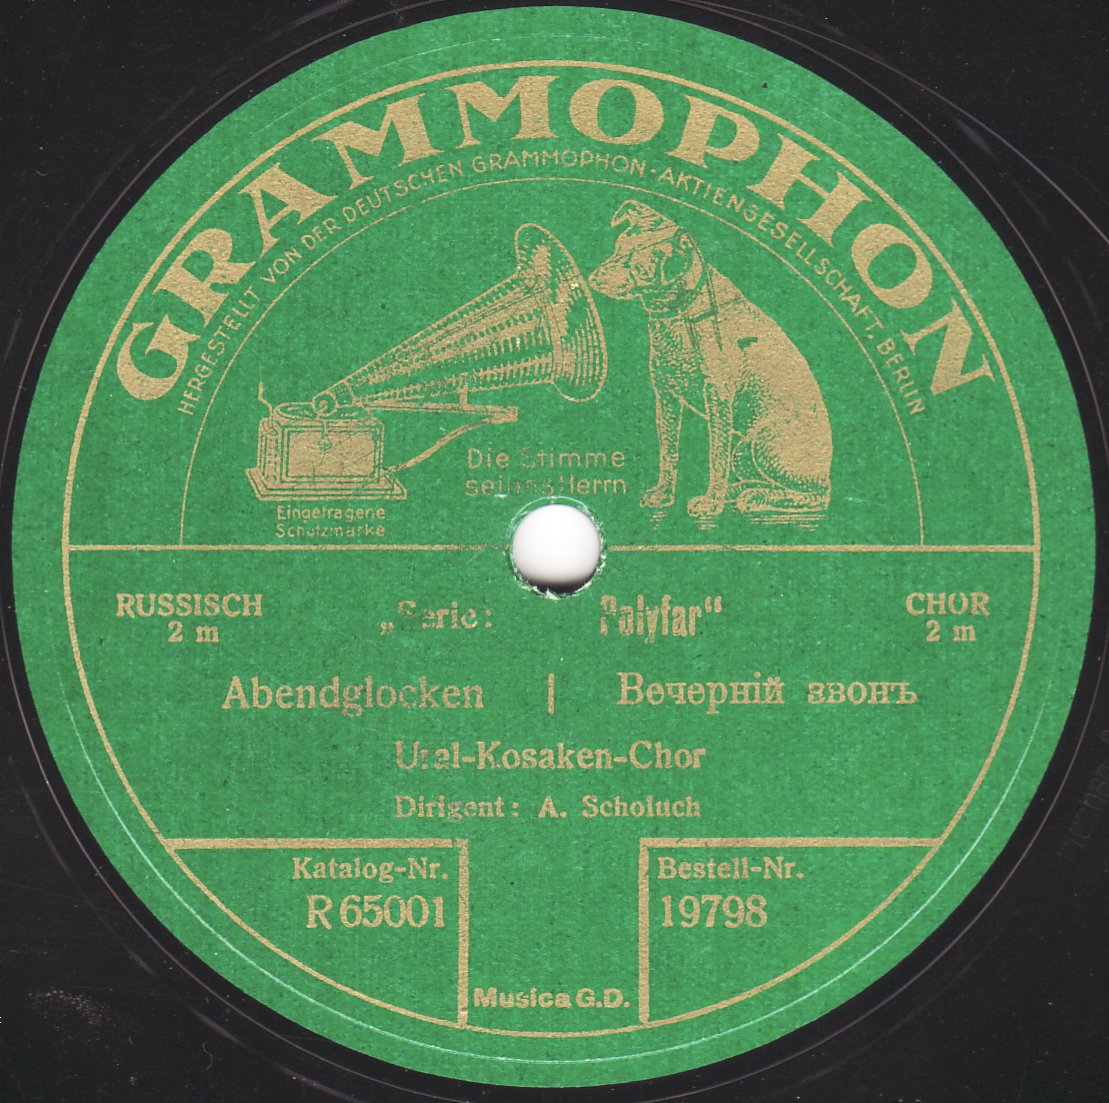 GRAMMOPHON
HERGESTELLT VON DER DEUTSCHEN GRAMMOPHON-AKTIENGESELLSCHAFT, BERLIN
Die Stimme
seines Herrn
Eingetragene
Schutzmarke
RUSSISCH
2 m
„Serie: Polyfar“
CHOR
2 m
Abendglocken | Вечерній звонъ
Ural-Kosaken-Chor
Dirigent: A. Scholuch
Katalog-Nr.
R 65001
Bestell-Nr.
19798
Musica G.D.